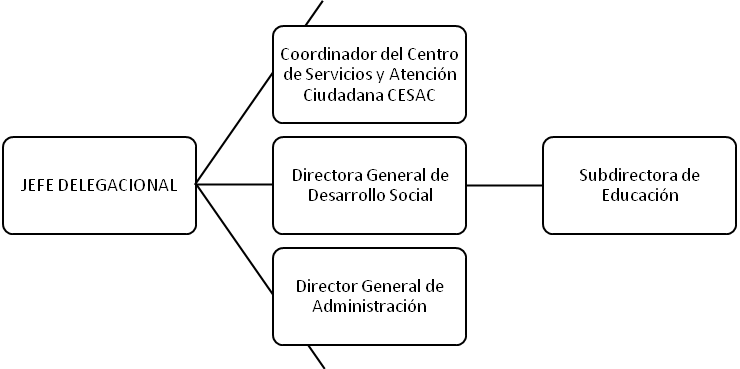 Coordinador del Centro
de Servicios y Atención
Ciudadana CESAC
JEFE DELEGACIONAL
Directora General de
Desarrollo Social
Subdirectora de
Educación
Director General de
Administración